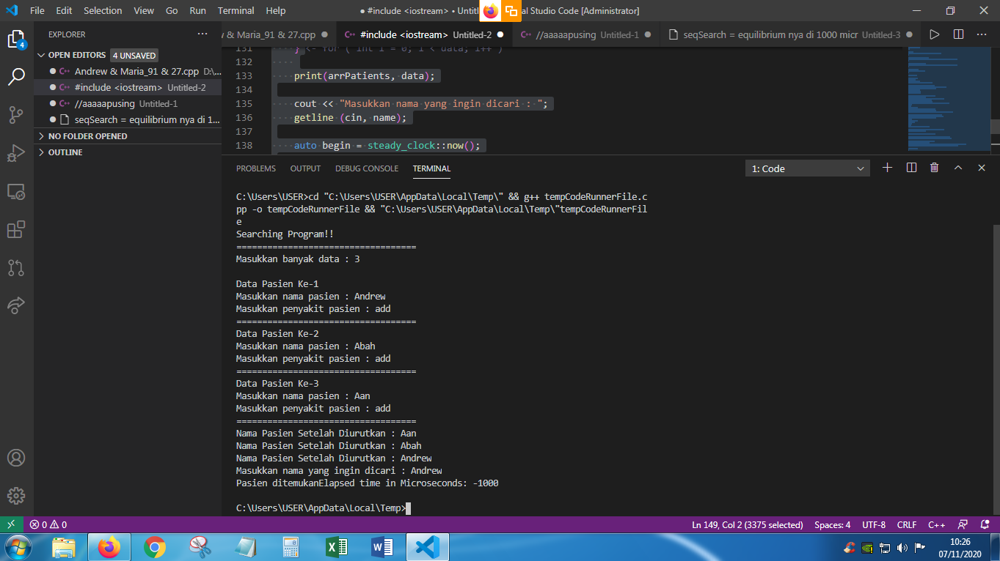 File Edit Selection View Go Run Terminal Help
● #include <iostream> • Untitl
al Studio Code [Administrator]
EXPLORER
···
OPEN EDITORS 4 UNSAVED
● Andrew & Maria_91 & 27.cpp D:\...
● #include <iostream> Untitled-2
● //aaaaapusing Untitled-1
● seqSearch = equilibrium nya di 1...
NO FOLDER OPENED
OUTLINE
4
& Maria_91 & 27.cpp ●
#include <iostream> Untitled-2 ●
//aaaaapusing Untitled-1 ●
seqSearch = equilibrium nya di 1000 micr Untitled-3 ●
131 } <- for ( int i = 0; i < data; i++ )
132
133 print(arrPatients, data);
134
135 cout << "Masukkan nama yang ingin dicari : ";
136 getline (cin, name);
137
138 auto begin = steady_clock::now();
PROBLEMS OUTPUT DEBUG CONSOLE TERMINAL
1: Code
C:\Users\USER>cd "C:\Users\USER\AppData\Local\Temp\" && g++ tempCodeRunnerFile.c
pp -o tempCodeRunnerFile && "C:\Users\USER\AppData\Local\Temp\"tempCodeRunnerFil
e
Searching Program!!
===================================
Masukkan banyak data : 3
Data Pasien Ke-1
Masukkan nama pasien : Andrew
Masukkan penyakit pasien : add
===================================
Data Pasien Ke-2
Masukkan nama pasien : Abah
Masukkan penyakit pasien : add
===================================
Data Pasien Ke-3
Masukkan nama pasien : Aan
Masukkan penyakit pasien : add
===================================
Nama Pasien Setelah Diurutkan : Aan
Nama Pasien Setelah Diurutkan : Abah
Nama Pasien Setelah Diurutkan : Andrew
Masukkan nama yang ingin dicari : Andrew
Pasien ditemukanElapsed time in Microseconds: -1000
C:\Users\USER\AppData\Local\Temp>
0 0
Ln 149, Col 2 (3375 selected) Spaces: 4 UTF-8 CRLF C++
10:26
07/11/2020